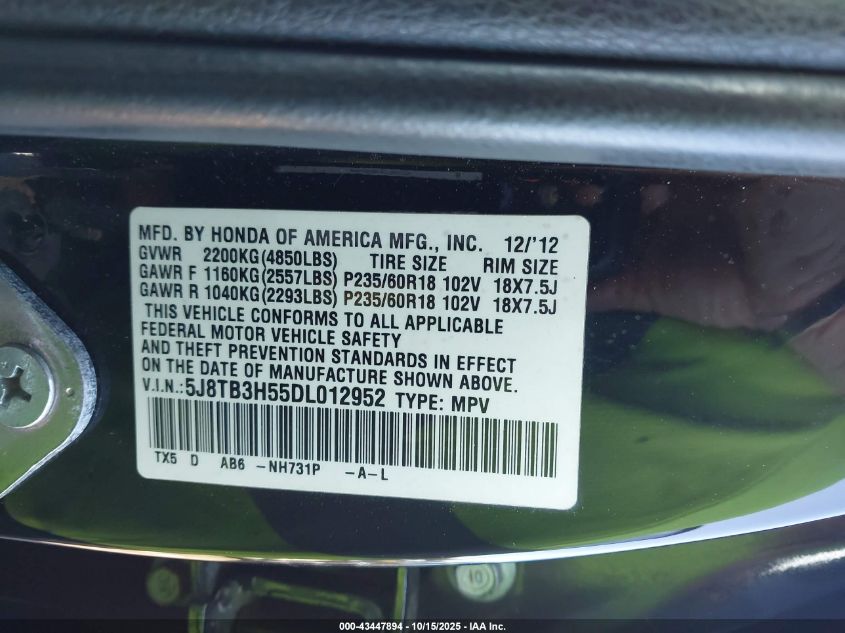 MFD. BY HONDA OF AMERICA MFG., INC. 12/'12
GVWR 2200KG(4850LBS) TIRE SIZE RIM SIZE
GAWR F 1160KG(2557LBS) P235/60R18 102V 18X7.5J
GAWR R 1040KG(2293LBS) P235/60R18 102V 18X7.5J
THIS VEHICLE CONFORMS TO ALL APPLICABLE
FEDERAL MOTOR VEHICLE SAFETY
AND THEFT PREVENTION STANDARDS IN EFFECT
ON THE DATE OF MANUFACTURE SHOWN ABOVE.
V.I.N.:5J8TB3H55DL012952 TYPE: MPV
TX5 D AB6 -NH731P -A-L
10
000-43447894 - 10/15/2025 - IAA Inc.